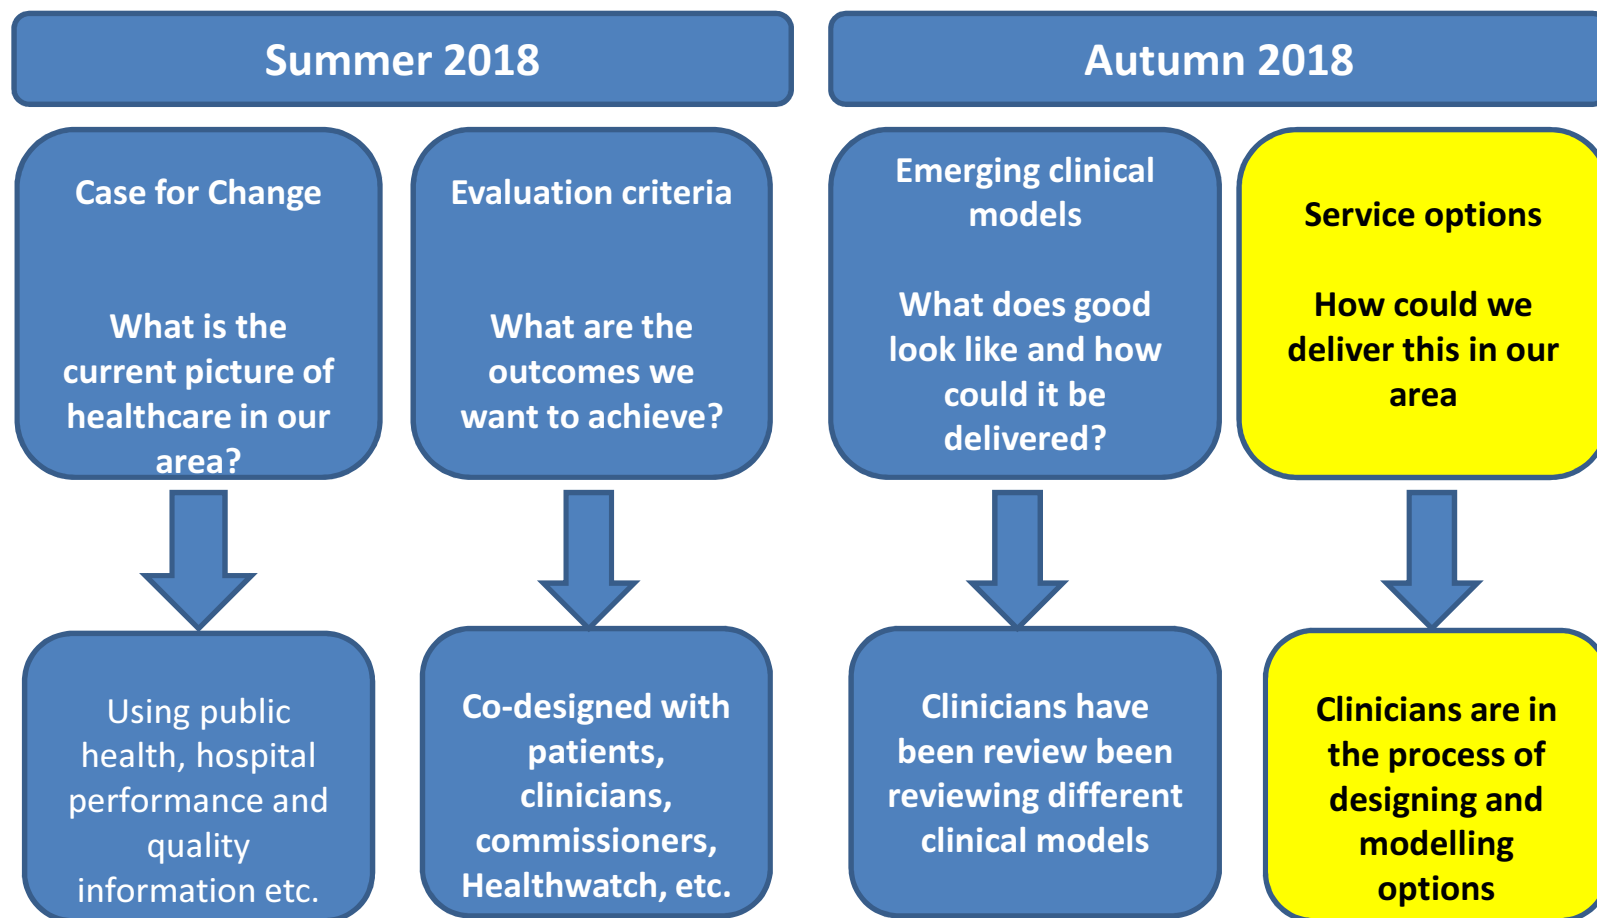 Summer 2018
Autumn 2018
Case for Change
What is the
current picture of
healthcare in our
area?
Evaluation criteria
What are the
outcomes we
want to achieve?
Emerging clinical
models
What does good
look like and how
could it be
delivered?
Service options
How could we
deliver this in our
area
Using public
health, hospital
performance and
quality
information etc.
Co-designed with
patients,
clinicians,
commissioners,
Healthwatch, etc.
Clinicians have
been review been
reviewing different
clinical models
Clinicians are in
the process of
designing and
modelling
options